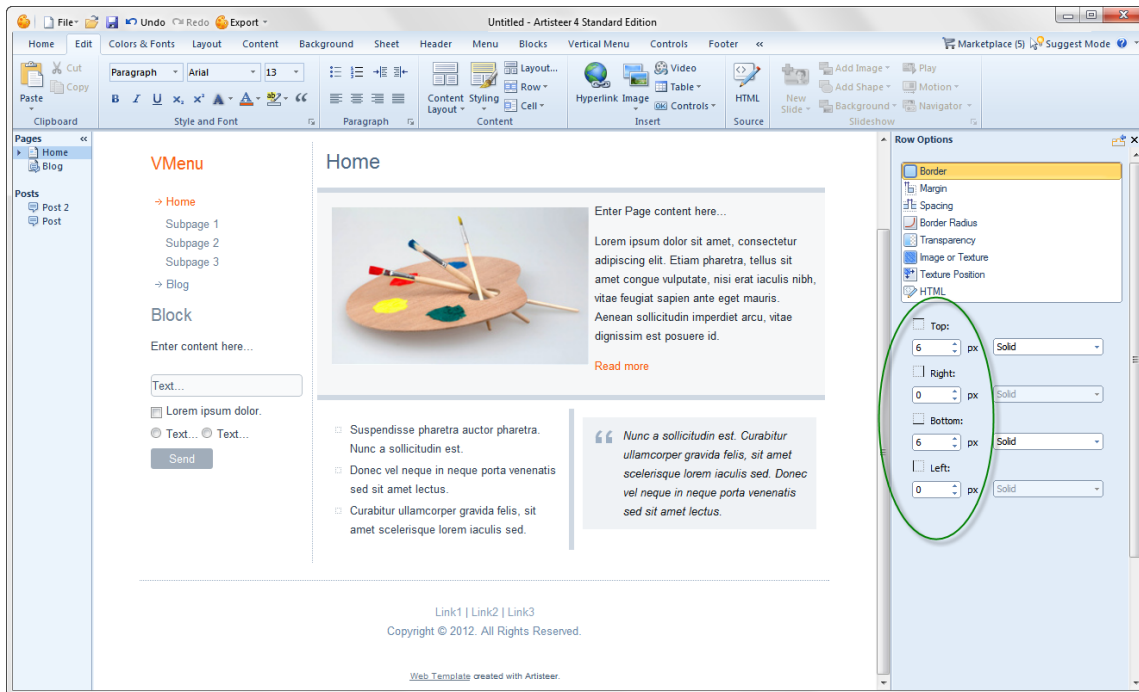 File
Undo
Redo
Export
Untitled - Artisteer 4 Standard Edition
Home
Edit
Colors & Fonts
Layout
Content
Background
Sheet
Header
Menu
Blocks
Vertical Menu
Controls
Footer
«
Marketplace (5)
Suggest Mode
Paste
Cut
Copy
Clipboard
Paragraph
Arial
13
B I U x₂ x² A A
Style and Font
Paragraph
Content Layout
Styling
Layout...
Row
Cell
Content
Hyperlink
Image
Video
Table
Controls
Insert
HTML
Source
New Slide
Add Image
Add Shape
Background
Play
Motion
Navigator
Slideshow
Pages «
Home
Blog
Posts
Post 2
Post
VMenu
→ Home
Subpage 1
Subpage 2
Subpage 3
→ Blog
Block
Enter content here...
Text...
Lorem ipsum dolor.
Text... Text...
Send
Home
Enter Page content here...
Lorem ipsum dolor sit amet, consectetur
adipiscing elit. Etiam pharetra, tellus sit
amet congue vulputate, nisi erat iaculis nibh,
vitae feugiat sapien ante eget mauris.
Aenean sollicitudin imperdiet arcu, vitae
dignissim est posuere id.
Read more
Suspendisse pharetra auctor pharetra.
Nunc a sollicitudin est.
Donec vel neque in neque porta venenatis
sed sit amet lectus.
Curabitur ullamcorper gravida felis, sit
amet scelerisque lorem iaculis sed.
Nunc a sollicitudin est. Curabitur
ullamcorper gravida felis, sit amet
scelerisque lorem iaculis sed. Donec
vel neque in neque porta venenatis
sed sit amet lectus.
Link1 | Link2 | Link3
Copyright © 2012. All Rights Reserved.
Web Template created with Artisteer.
Row Options
Border
Margin
Spacing
Border Radius
Transparency
Image or Texture
Texture Position
HTML
Top:
6 px Solid
Right:
0 px Solid
Bottom:
6 px Solid
Left:
0 px Solid